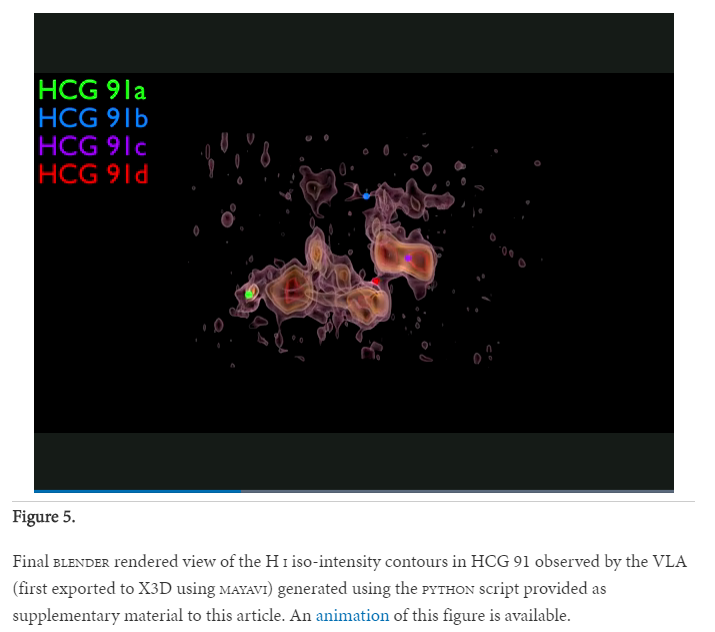 HCG 91a
HCG 91b
HCG 91c
HCG 91d
Figure 5.
Final BLENDER rendered view of the H I iso-intensity contours in HCG 91 observed by the VLA
(first exported to X3D using MAYAVI) generated using the PYTHON script provided as
supplementary material to this article. An animation of this figure is available.